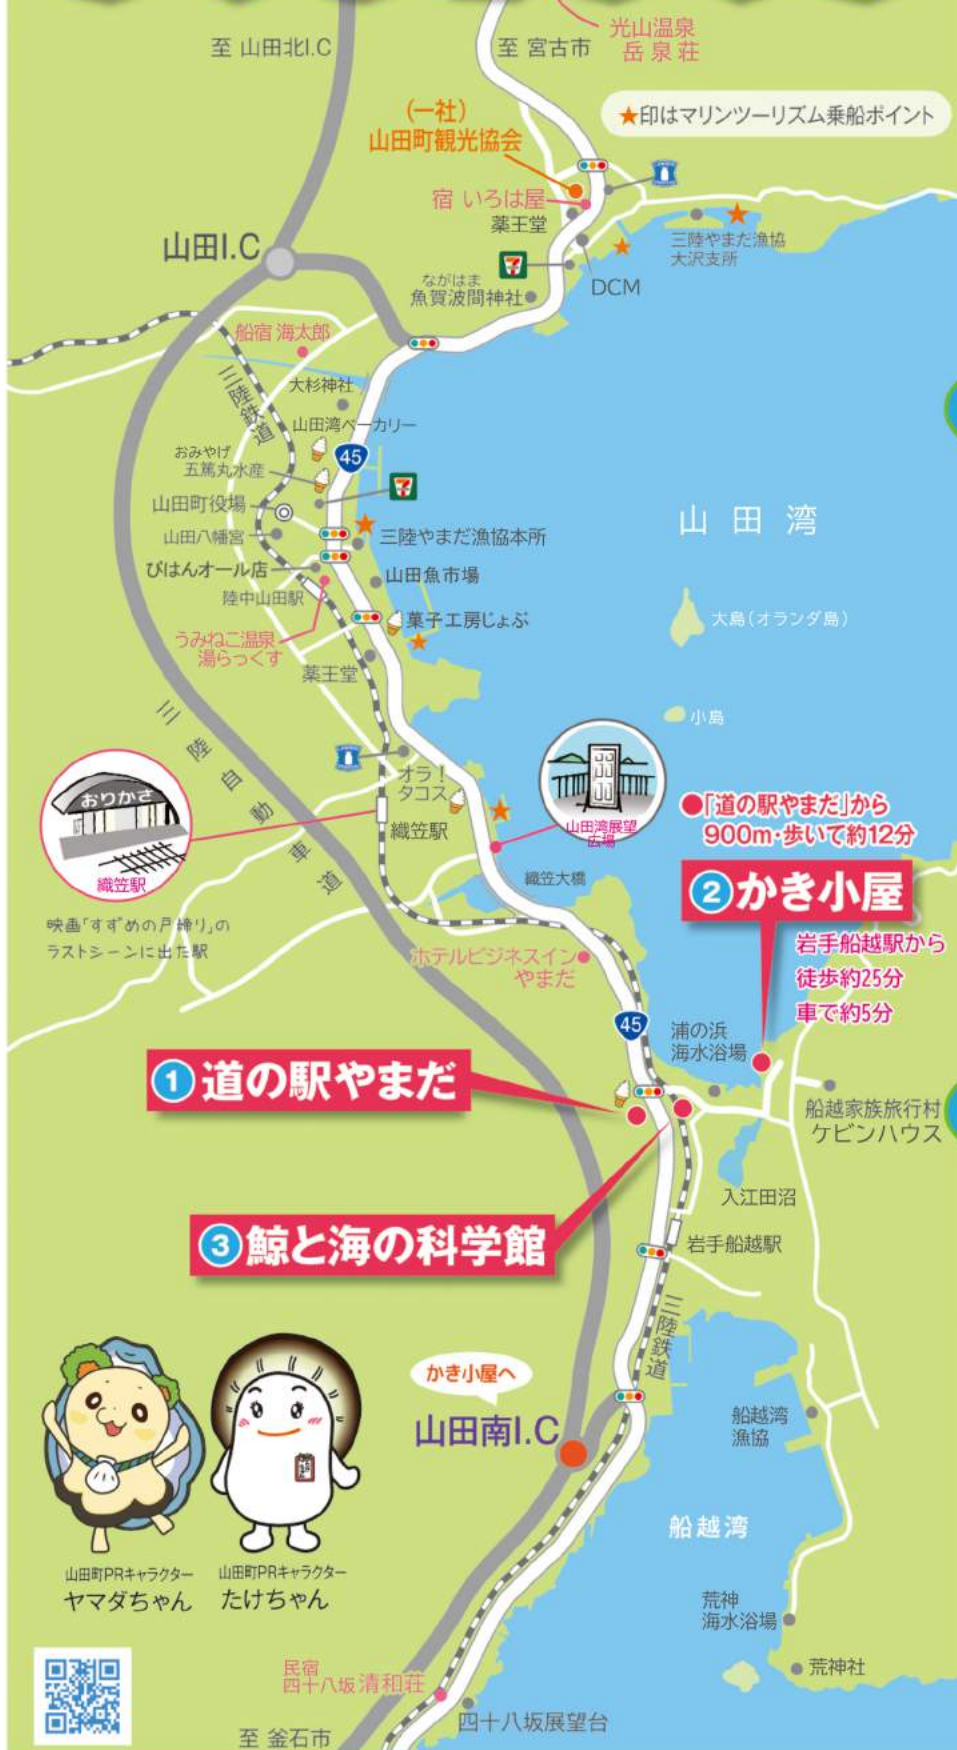 光山温泉
岳泉荘
至 山田北I.C
至 宮古市
(一社)
山田町観光協会
★印はマリンツーリズム乗船ポイント
宿 いろは屋
薬王堂
三陸やまだ漁協
大沢支所
山田I.C
ながはま
魚賀波間神社
DCM
船宿 海太郎
三陸鉄道
大杉神社
山田湾ベーカリー
45
おみやげ
五篤丸水産
山田町役場
山田八幡宮
三陸やまだ漁協本所
びはんオール店
山田魚市場
陸中山田駅
菓子工房じょぶ
うみねこ温泉
湯らっくす
薬王堂
山田湾
大島(オランダ島)
小島
三陸自動車道
おりかさ
織笠駅
映画「すずめの戸締り」の
ラストシーンに出た駅
オラ!
タコス
織笠駅
山田湾展望
広場
織笠大橋
●「道の駅やまだ」から
900m・歩いて約12分
②かき小屋
岩手船越駅から
徒歩約25分
車で約5分
ホテルビジネスイン
やまだ
45
浦の浜
海水浴場
①道の駅やまだ
船越家族旅行村
ケビンハウス
入江田沼
③鯨と海の科学館
岩手船越駅
三陸鉄道
かき小屋へ
山田南I.C
船越湾
漁協
船越湾
山田町PRキャラクター
ヤマダちゃん
山田町PRキャラクター
たけちゃん
荒神
海水浴場
荒神社
民宿
四十八坂 清和荘
四十八坂展望台
至 釜石市